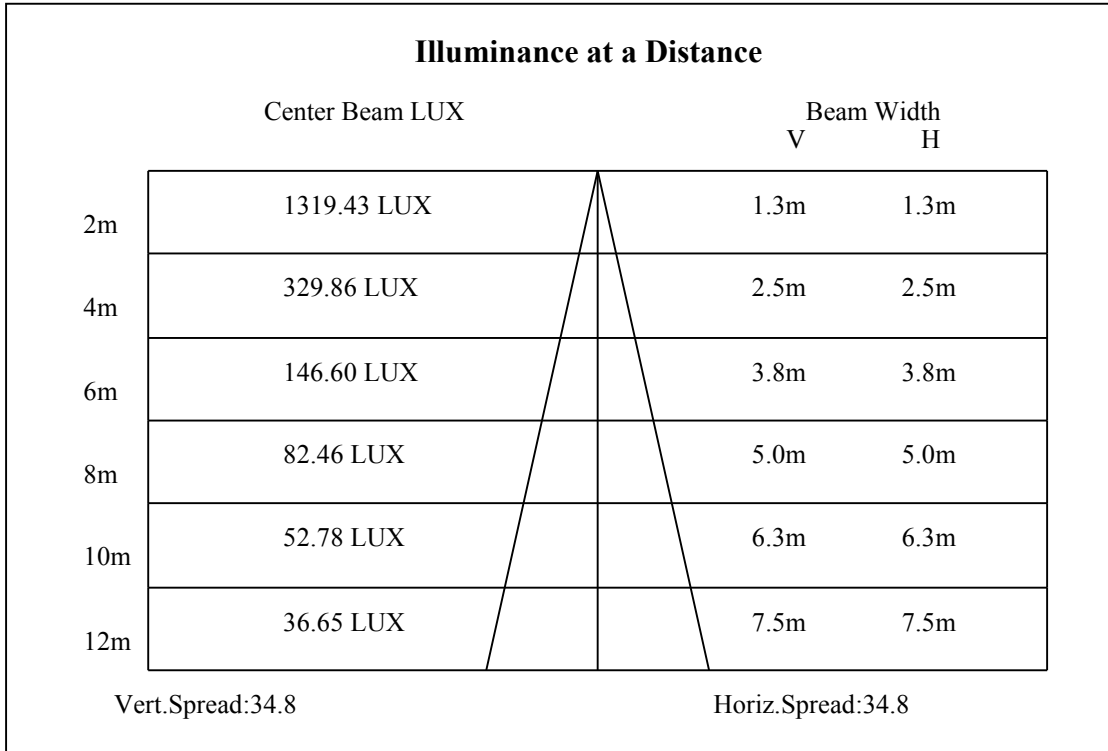 Illuminance at a Distance
Center Beam LUX Beam Width
V H
2m 1319.43 LUX 1.3m 1.3m
4m 329.86 LUX 2.5m 2.5m
6m 146.60 LUX 3.8m 3.8m
8m 82.46 LUX 5.0m 5.0m
10m 52.78 LUX 6.3m 6.3m
12m 36.65 LUX 7.5m 7.5m
Vert.Spread:34.8 Horiz.Spread:34.8